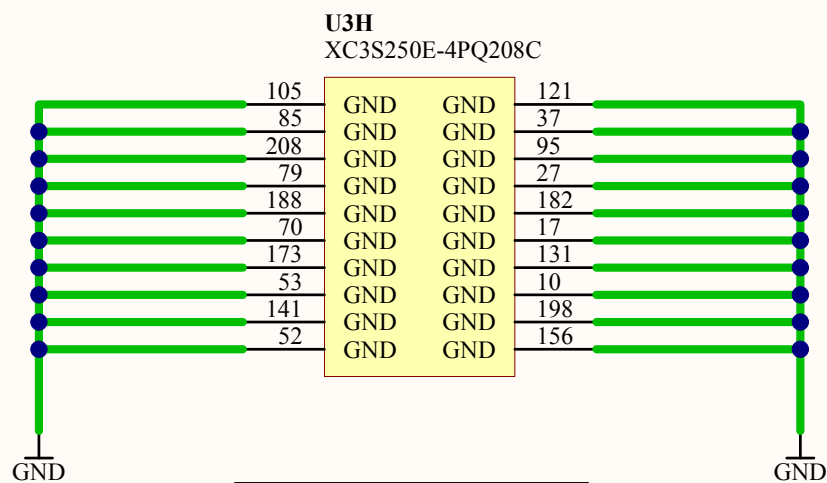 U3H
XC3S250E-4PQ208C
105 GND GND 121
85 GND GND 37
208 GND GND 95
79 GND GND 27
188 GND GND 182
70 GND GND 17
173 GND GND 131
53 GND GND 10
141 GND GND 198
52 GND GND 156
GND GND